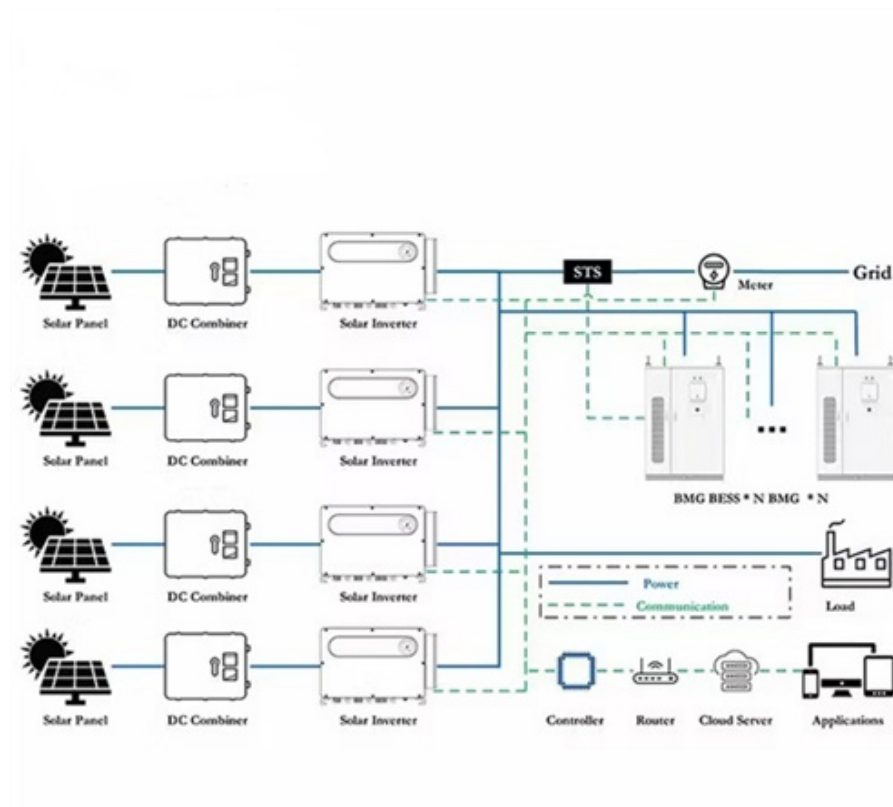 STS
Grid
Meter
Solar Panel DC Combiner Solar Inverter
Solar Panel DC Combiner Solar Inverter
BMG BESS * N BMG * N
Solar Panel DC Combiner Solar Inverter
Power
Communication
Load
Solar Panel DC Combiner Solar Inverter
Controller Router Cloud Server Applications